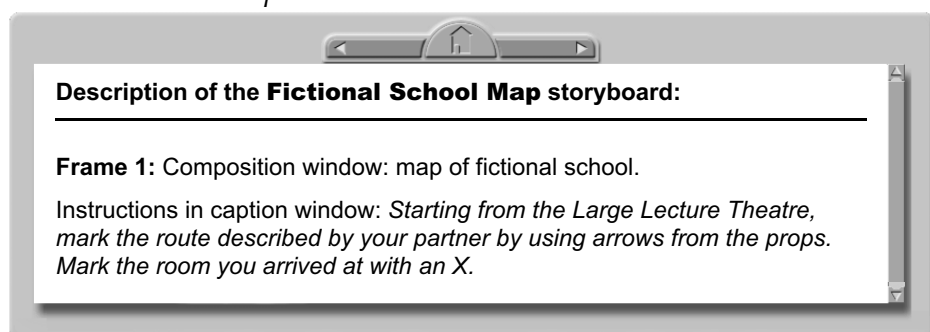 Description of the Fictional School Map storyboard:
Frame 1: Composition window: map of fictional school.
Instructions in caption window: Starting from the Large Lecture Theatre,
mark the route described by your partner by using arrows from the props.
Mark the room you arrived at with an X.